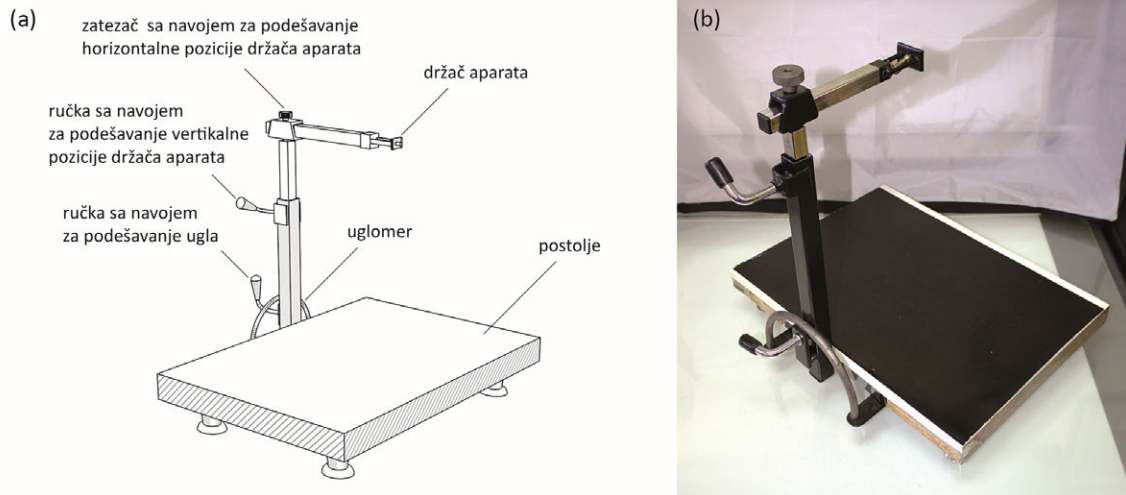 (a)
zatezač sa navojem za podešavanje
horizontalne pozicije držača aparata
držač aparata
ručka sa navojem
za podešavanje vertikalne
pozicije držača aparata
ručka sa navojem
za podešavanje ugla
uglomer
postolje
(b)